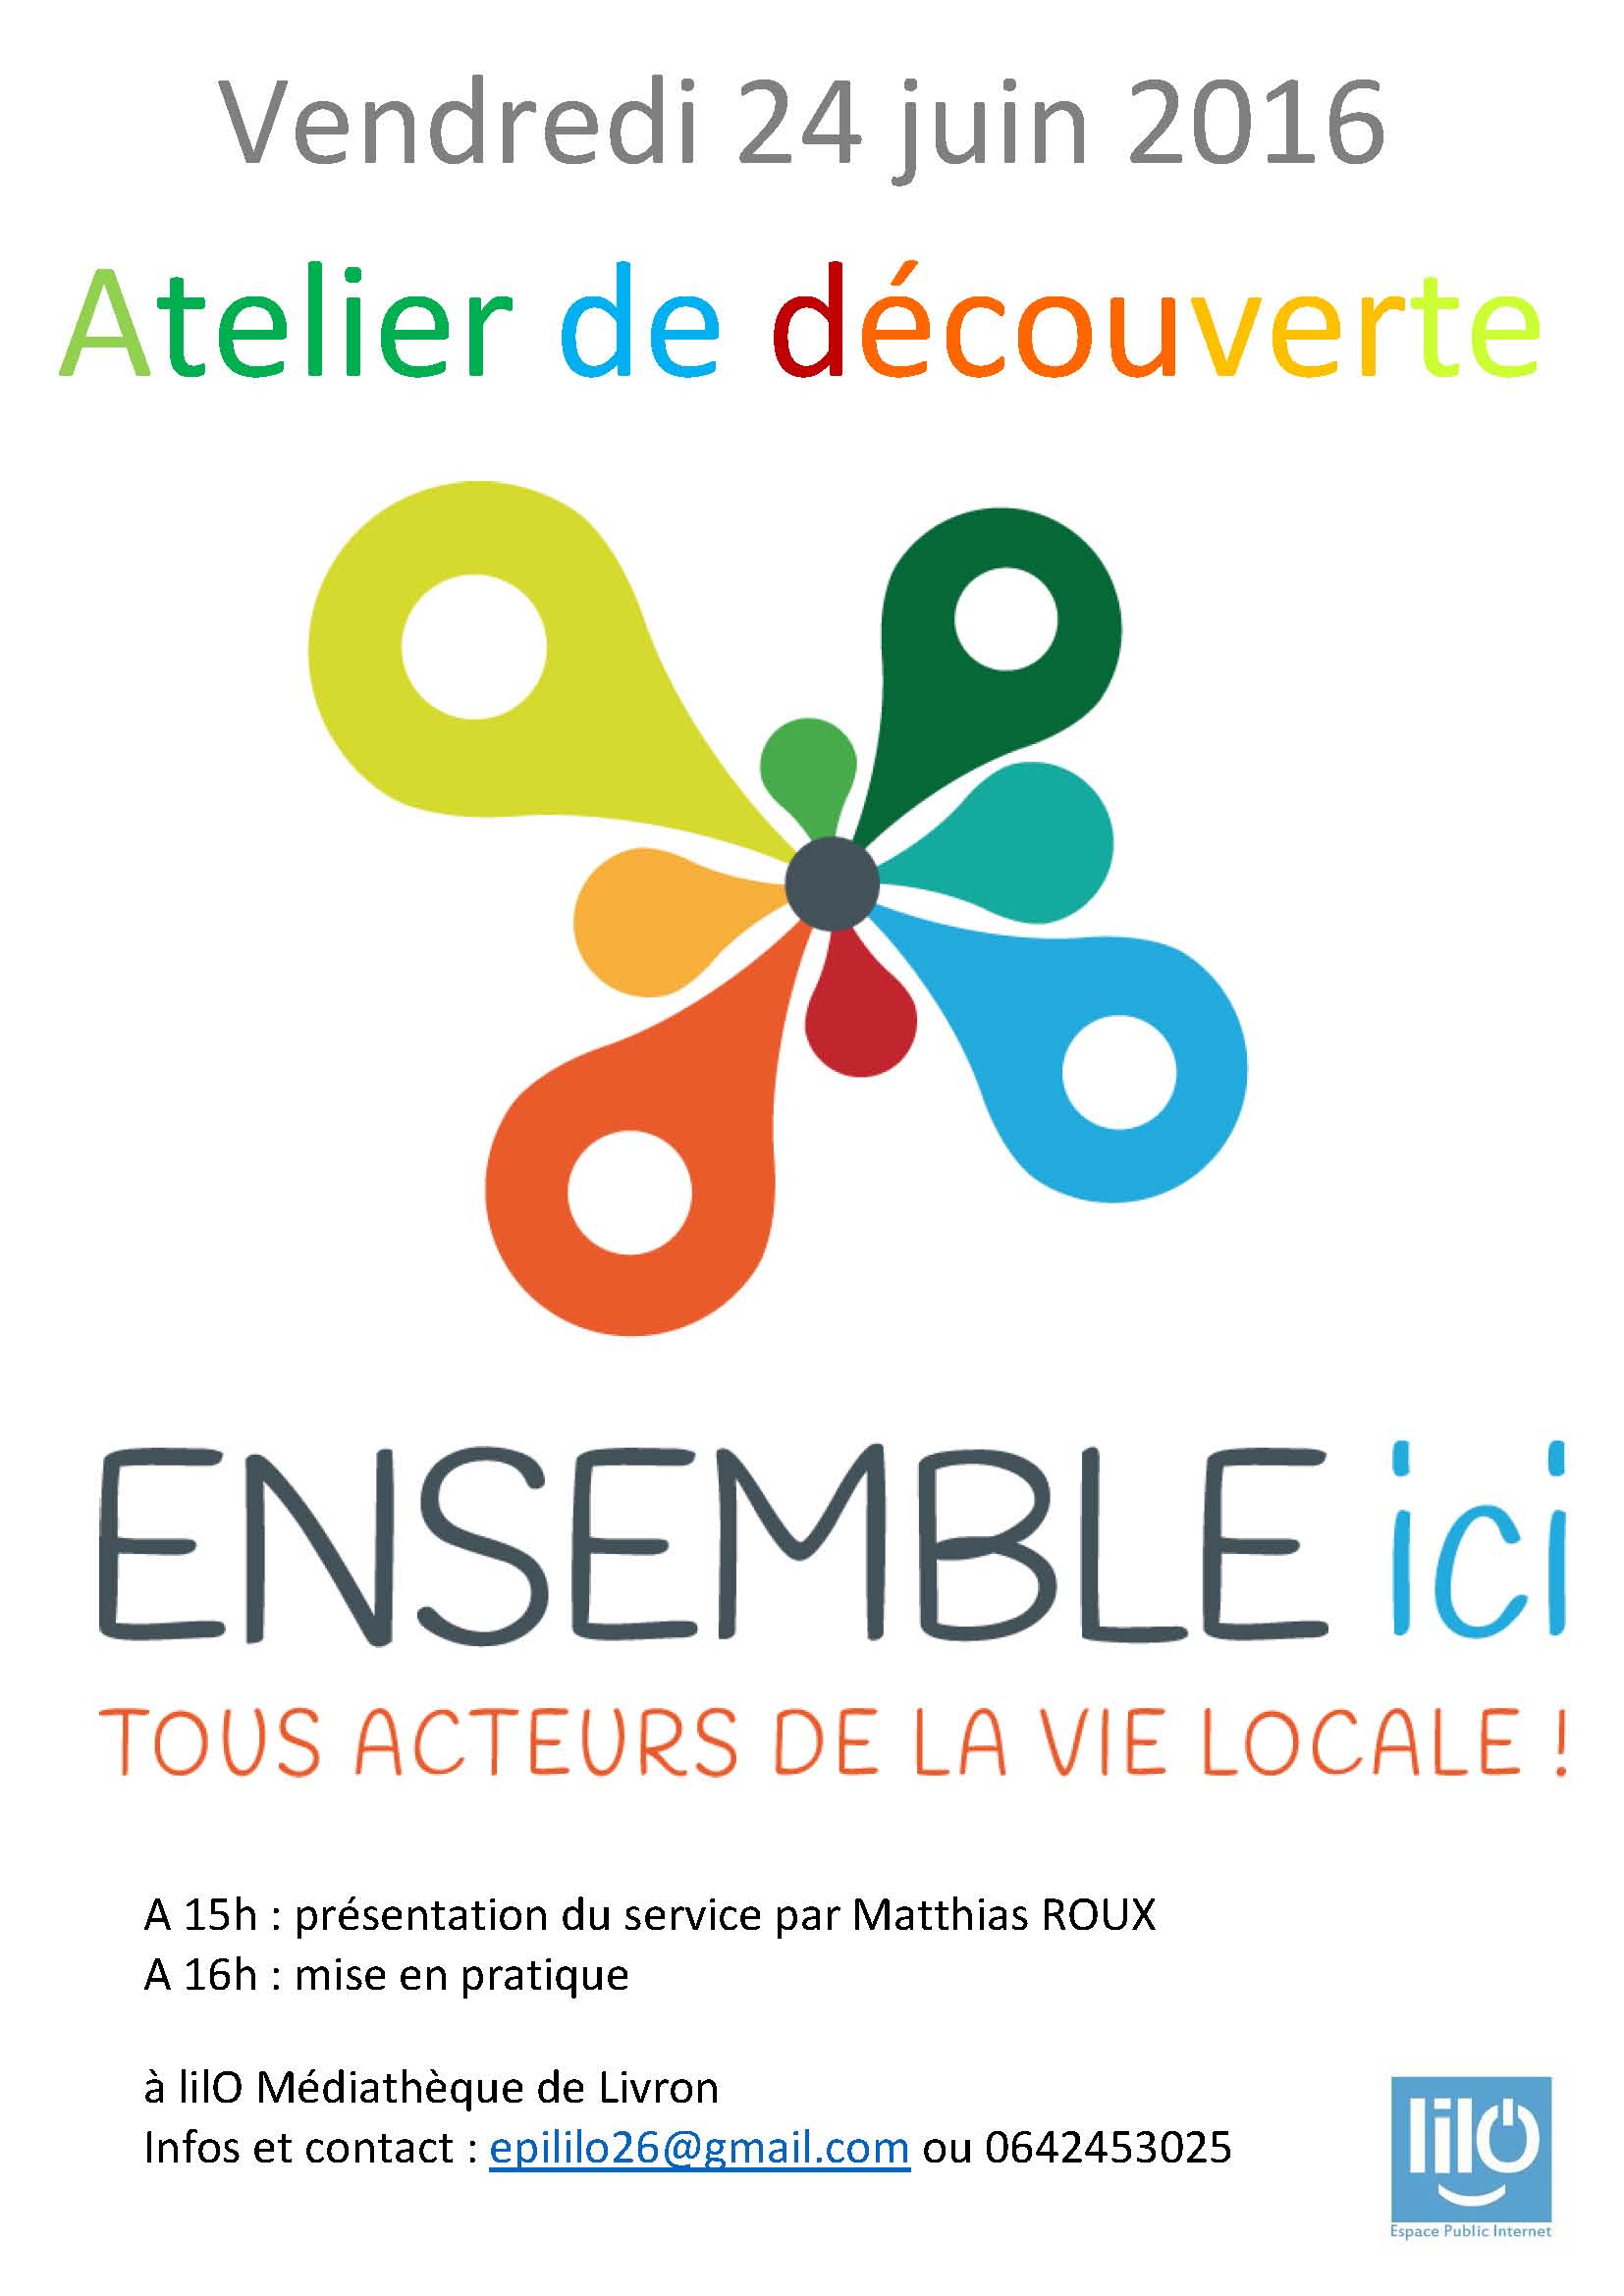 Vendredi 24 juin 2016
Atelier de découverte
ENSEMBLE ici
TOUS ACTEURS DE LA VIE LOCALE !
A 15h : présentation du service par Matthias ROUX
A 16h : mise en pratique
à lilO Médiathèque de Livron
Infos et contact : epililo26@gmail.com ou 0642453025
lilO
Espace Public Internet